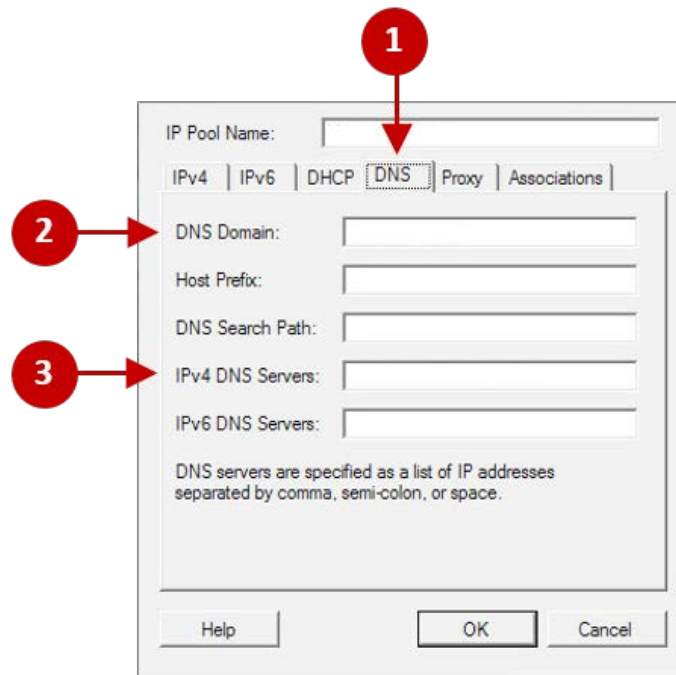 1
IP Pool Name:
IPv4 IPv6 DHCP DNS Proxy Associations
2 DNS Domain:
Host Prefix:
DNS Search Path:
3 IPv4 DNS Servers:
IPv6 DNS Servers:
DNS servers are specified as a list of IP addresses
separated by comma, semi-colon, or space.
Help OK Cancel